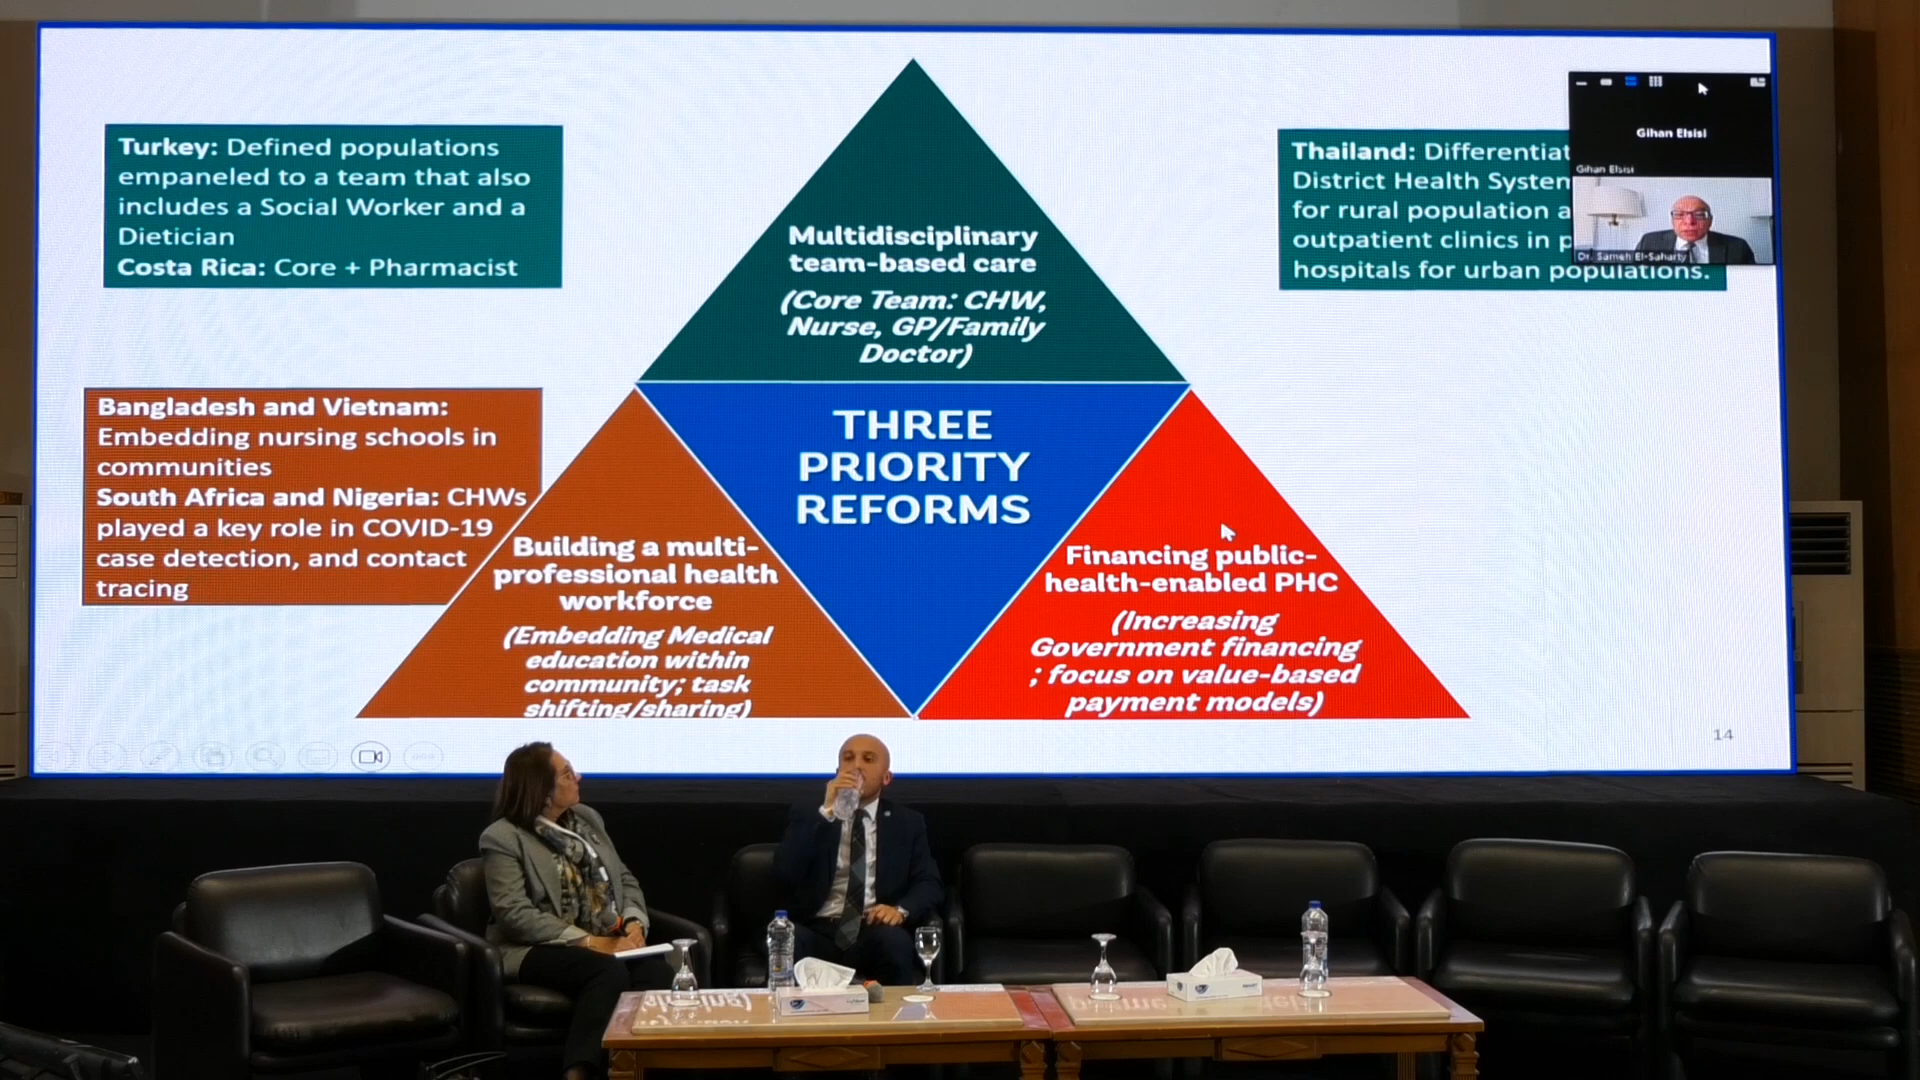 Turkey: Defined populations
empaneled to a team that also
includes a Social Worker and a
Dietician
Costa Rica: Core + Pharmacist
Multidisciplinary
team-based care
(Core Team: CHW,
Nurse, GP/Family
Doctor)
Thailand:
District Health
for rural population
outpatient clinics in
hospitals for urban populations.
Gihan Elsisi
Gihan Elsisi
Dr. Sameh El-Saharty
Bangladesh and Vietnam:
Embedding nursing schools in
communities
South Africa and Nigeria: CHWs
played a key role in COVID-19
case detection, and contact
tracing
THREE
PRIORITY
REFORMS
Building a multi-
professional health
workforce
(Embedding Medical
education within
community; task
shifting/sharing)
Financing public-
health-enabled PHC
(Increasing
Government financing
; focus on value-based
payment models)
14